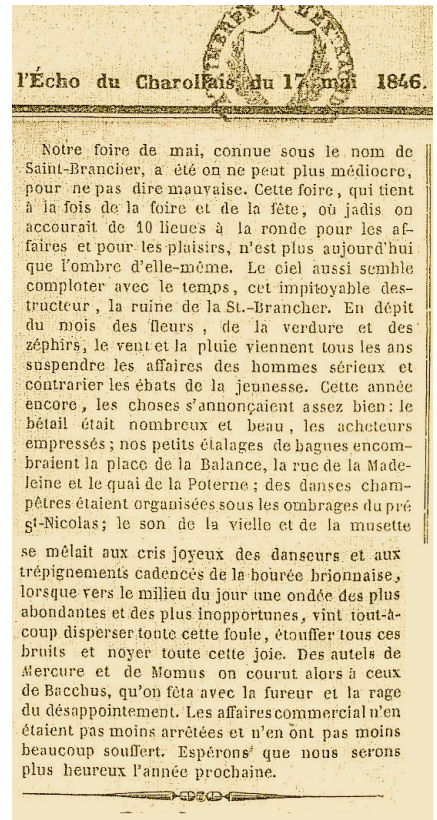 TIMBRE A L'EXTRAOR
l'Écho du Charollais du 17 mai 1846.
Notre foire de mai, connue sous le nom de
Saint-Brancher, a été on ne peut plus médiocre,
pour ne pas dire mauvaise. Cette foire, qui tient
à la fois de la foire et de la fête, où jadis on
accourait de 10 lieues à la ronde pour les af-
faires et pour les plaisirs, n'est plus aujourd'hui
que l'ombre d'elle-même. Le ciel aussi semble
comploter avec le temps, cet impitoyable des-
tructeur, la ruine de la St.-Brancher. En dépit
du mois des fleurs, de la verdure et des
zéphirs, le vent et la pluie viennent tous les ans
suspendre les affaires des hommes sérieux et
contrarier les ébats de la jeunesse. Cette année
encore, les choses s'annonçaient assez bien: le
bétail était nombreux et beau, les acheteurs
empressés; nos petits étalages de bagues encom-
braient la place de la Balance, la rue de la Made-
leine et le quai de la Poterne; des danses cham-
pêtres étaient organisées sous les ombrages du pré
St-Nicolas; le son de la vielle et de la musette
se mêlait aux cris joyeux des danseurs et aux
trépignements cadencés de la bourée brionnaise,
lorsque vers le milieu du jour une ondée des plus
abondantes et des plus inopportunes, vint tout-à-
coup disperser toute cette foule, étouffer tous ces
bruits et noyer toute cette joie. Des autels de
Mercure et de Momus on courut alors à ceux
de Bacchus, qu'on fêta avec la fureur et la rage
du désappointement. Les affaires commercial n'en
étaient pas moins arrêtées et n'en ont pas moins
beaucoup souffert. Espérons que nous serons
plus heureux l'année prochaine.